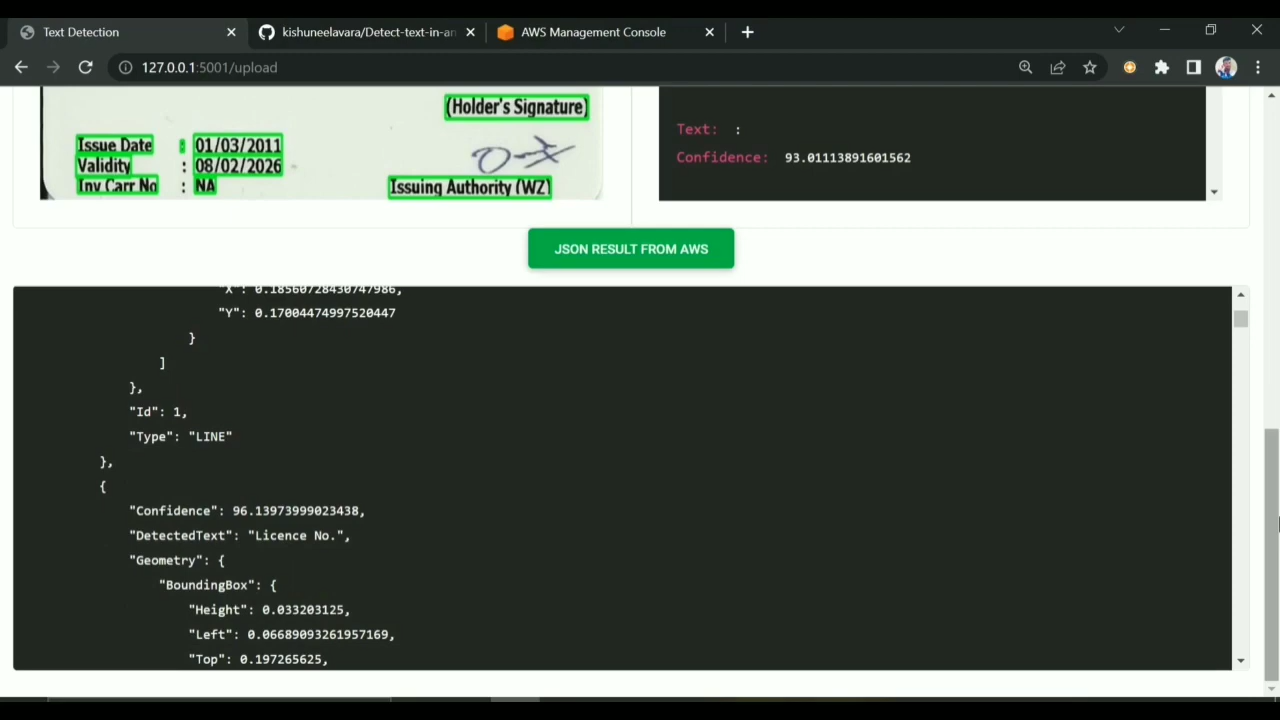 Text Detection
kishuneelavara/Detect-text-in-an
AWS Management Console
127.0.0.1:5001/upload
(Holder's Signature)
Issue Date : 01/03/2011
Validity : 08/02/2026
Inv Carr No : NA
Issuing Authority (WZ)
Text: :
Confidence: 93.01113891601562
JSON RESULT FROM AWS
"X": 0.18560728430747986,
"Y": 0.17004474997520447
}
]
},
"Id": 1,
"Type": "LINE"
},
{
"Confidence": 96.13973999023438,
"DetectedText": "Licence No.",
"Geometry": {
"BoundingBox": {
"Height": 0.033203125,
"Left": 0.06689093261957169,
"Top": 0.197265625,